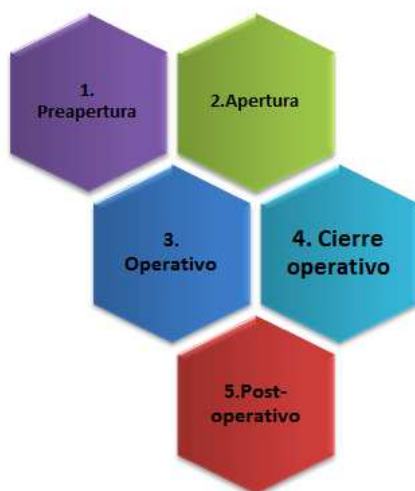 1.
Preapertura
2.Apertura
3.
Operativo
4. Cierre
operativo
5.Post-
operativo